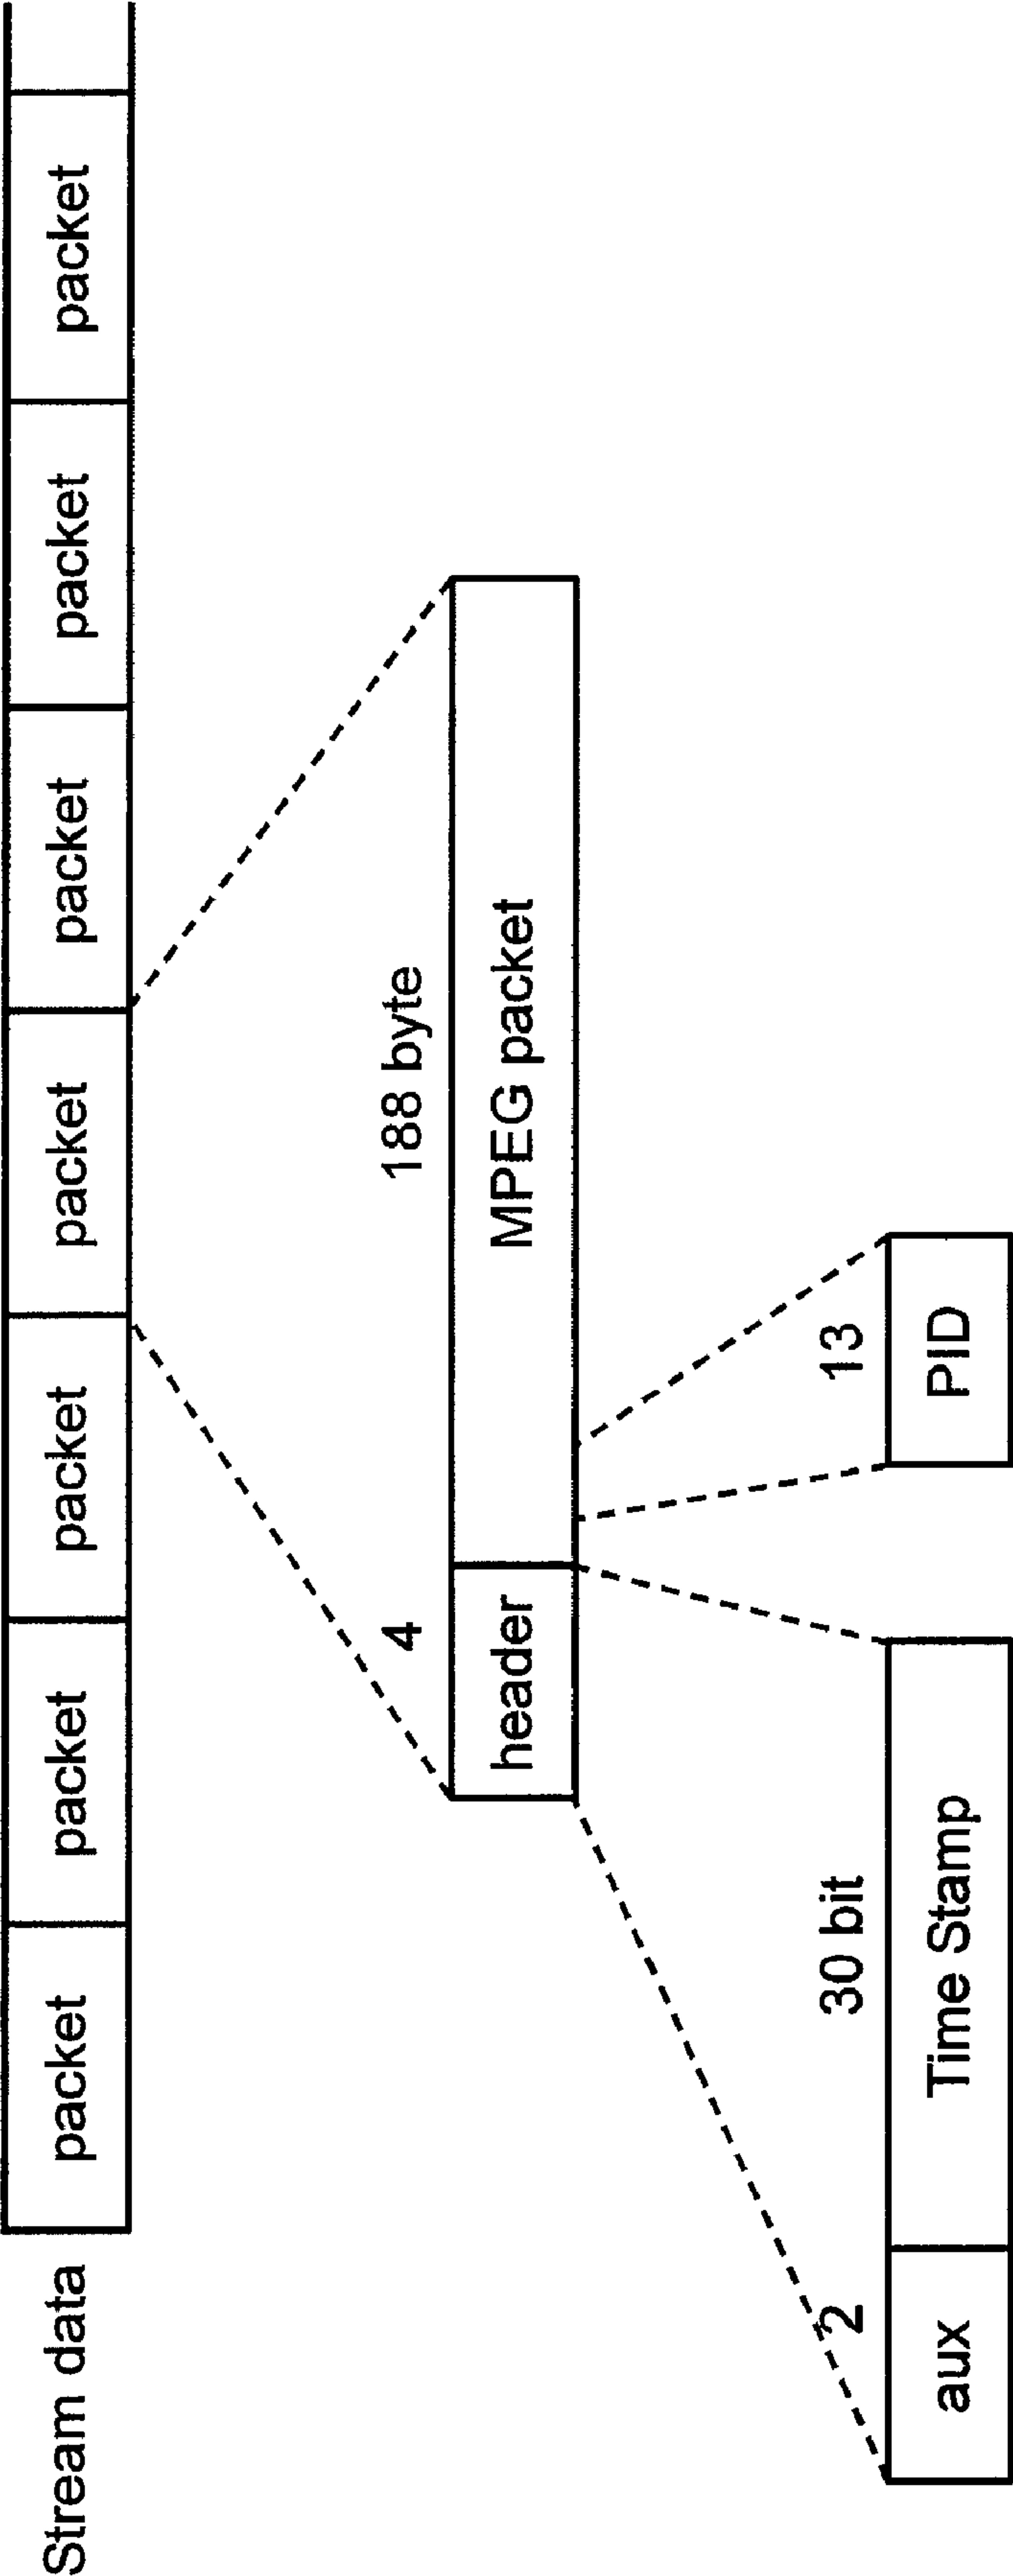 Stream data
packet
packet
packet
packet
packet
packet
packet
4
188 byte
header
MPEG packet
2
30 bit
13
aux
Time Stamp
PID